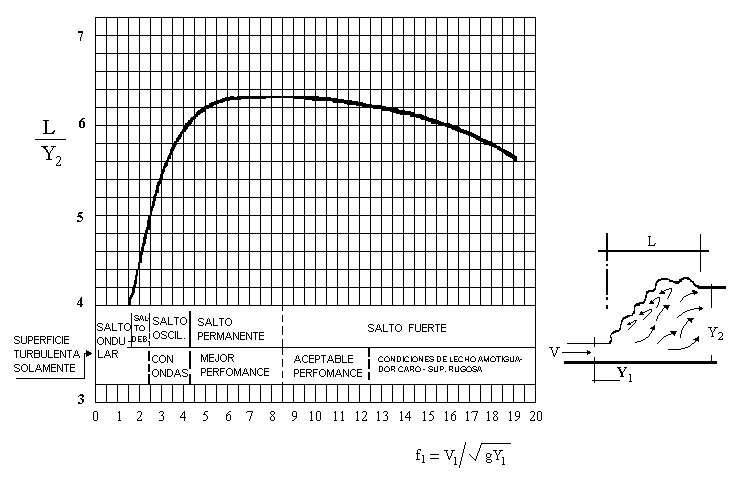 7
L
Y2
6
5
4
SALTO
ONDU-
LAR
SAL
TO
DEB.
SALTO
OSCIL.
SALTO
PERMANENTE
SALTO FUERTE
SUPERFICIE
TURBULENTA
SOLAMENTE
CON
ONDAS
MEJOR
PERFOMANCE
ACEPTABLE
PERFOMANCE
CONDICIONES DE LECHO AMOTIGUA-
DOR CARO - SUP. RUGOSA
3
0 1 2 3 4 5 6 7 8 9 10 11 12 13 14 15 16 17 18 19 20
f1 = V1/√gY1
L
V
Y2
Y1